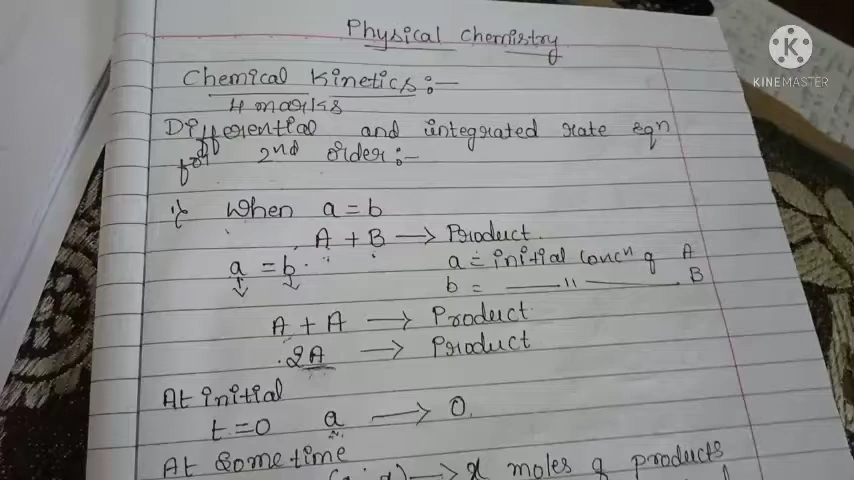 Physical Chemistry
K
KINEMASTER
Chemical Kinetics:-
4 marks
Differential and integrated rate eqn
for 2nd order:-
i) When a = b
A + B → Product.
a = b.
a = initial concn of A
b = —— " —— B
A + A → Product.
2A → Product
At initial
t = 0 a → 0.
At some time
x) → x moles of products